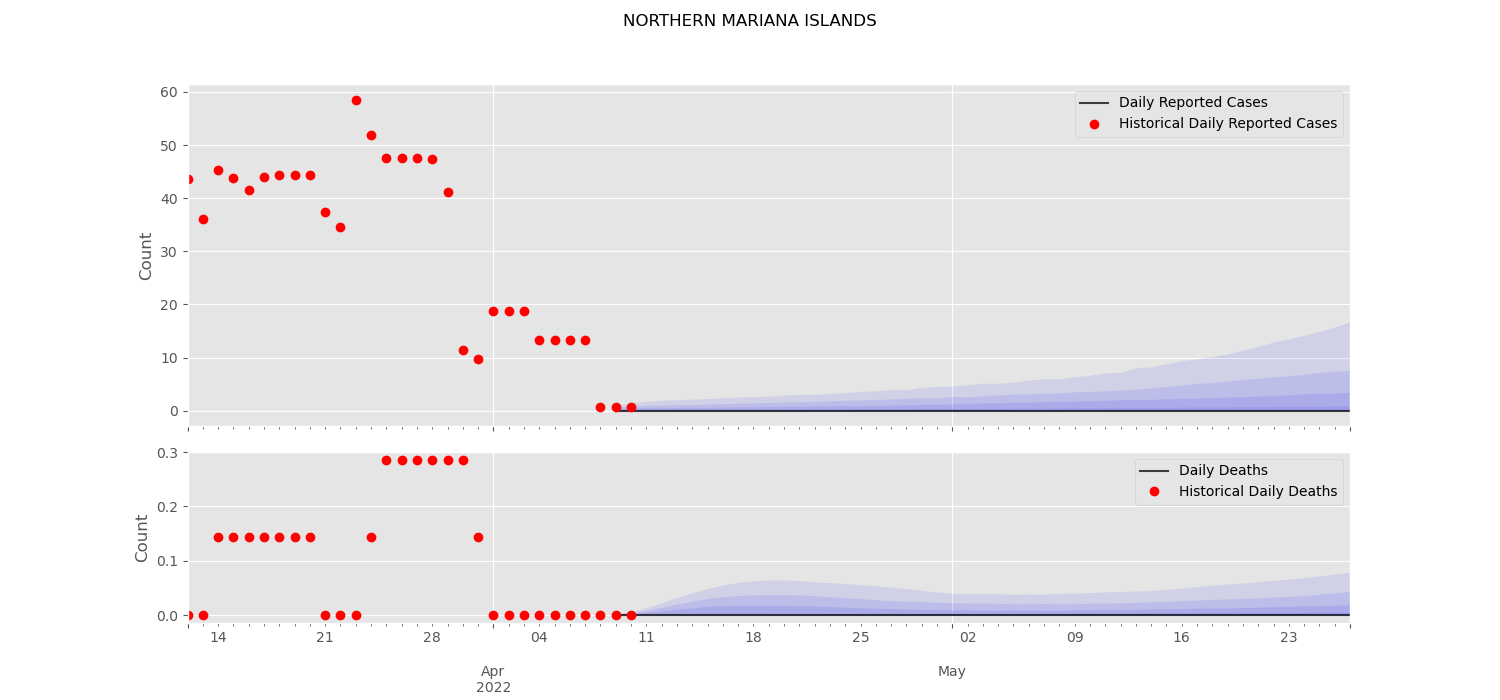 NORTHERN MARIANA ISLANDS
60
50
40
30
20
10
0
Count
Daily Reported Cases
Historical Daily Reported Cases
0.3
0.2
0.1
0.0
Count
Daily Deaths
Historical Daily Deaths
14 21 28 04 11 18 25 02 09 16 23
Apr May
2022